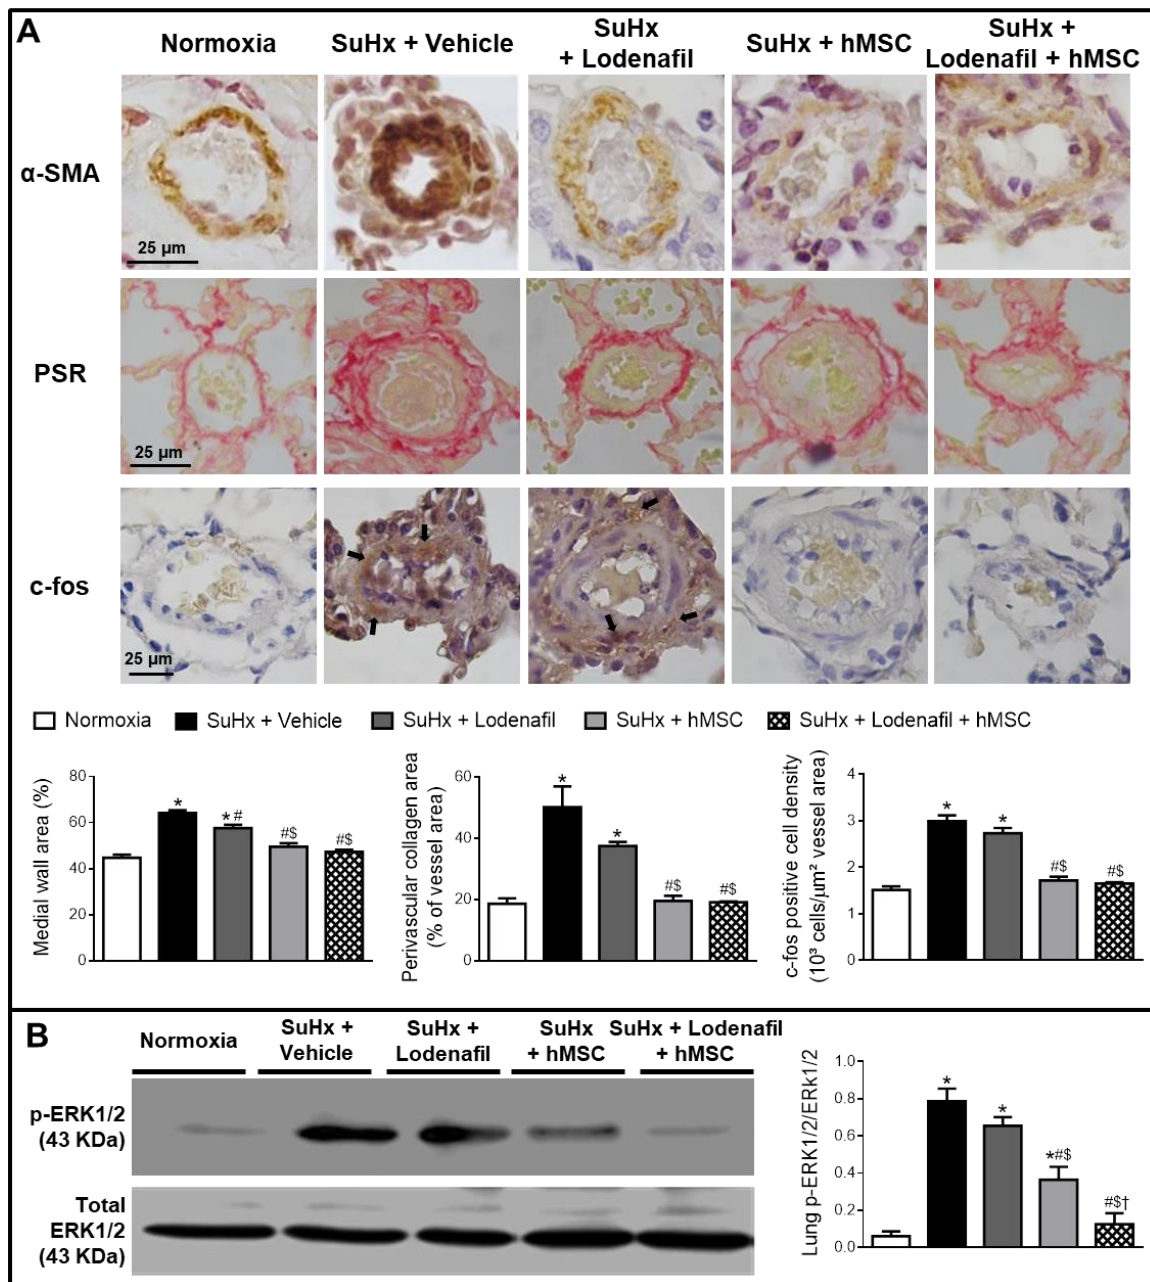 A
Normoxia
SuHx + Vehicle
SuHx
+ Lodenafil
SuHx + hMSC
SuHx +
Lodenafil + hMSC
α-SMA
25 µm
PSR
25 µm
c-fos
25 µm
Normoxia
SuHx + Vehicle
SuHx + Lodenafil
SuHx + hMSC
SuHx + Lodenafil + hMSC
Medial wall area (%)
80
60
40
20
0
*
*#
#$
#$
Perivascular collagen area
(% of vessel area)
60
40
20
0
*
*
#$
#$
c-fos positive cell density
(10³ cells/µm² vessel area)
4
3
2
1
0
*
*
#$
#$
B
Normoxia
SuHx +
Vehicle
SuHx +
Lodenafil
SuHx
+ hMSC
SuHx + Lodenafil
+ hMSC
p-ERK1/2
(43 KDa)
Total
ERK1/2
(43 KDa)
Lung p-ERK1/2/ERk1/2
1.0
0.8
0.6
0.4
0.2
0.0
*
*
*#$
#$†